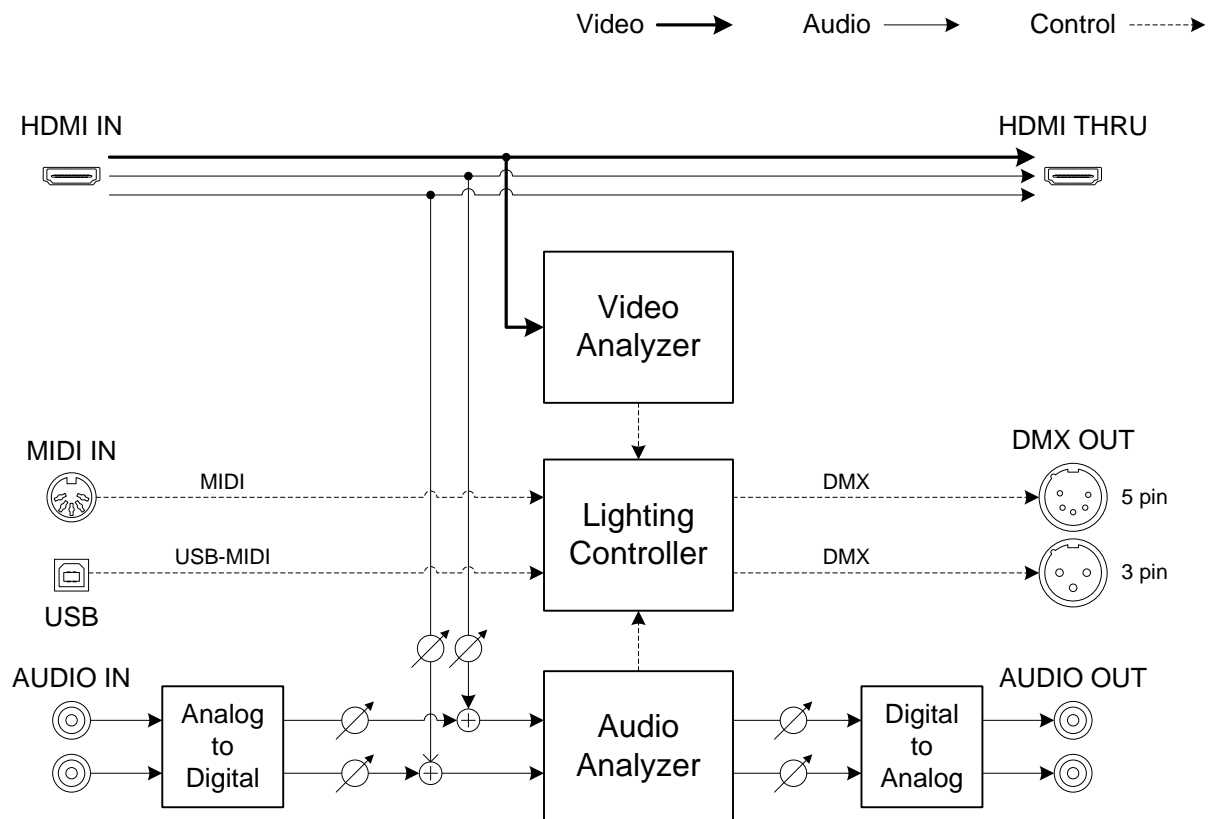 Video
Audio
Control
HDMI IN
HDMI THRU
Video
Analyzer
MIDI IN
MIDI
DMX
DMX OUT
5 pin
Lighting
Controller
USB-MIDI
DMX
3 pin
USB
AUDIO IN
AUDIO OUT
Analog
to
Digital
Audio
Analyzer
Digital
to
Analog